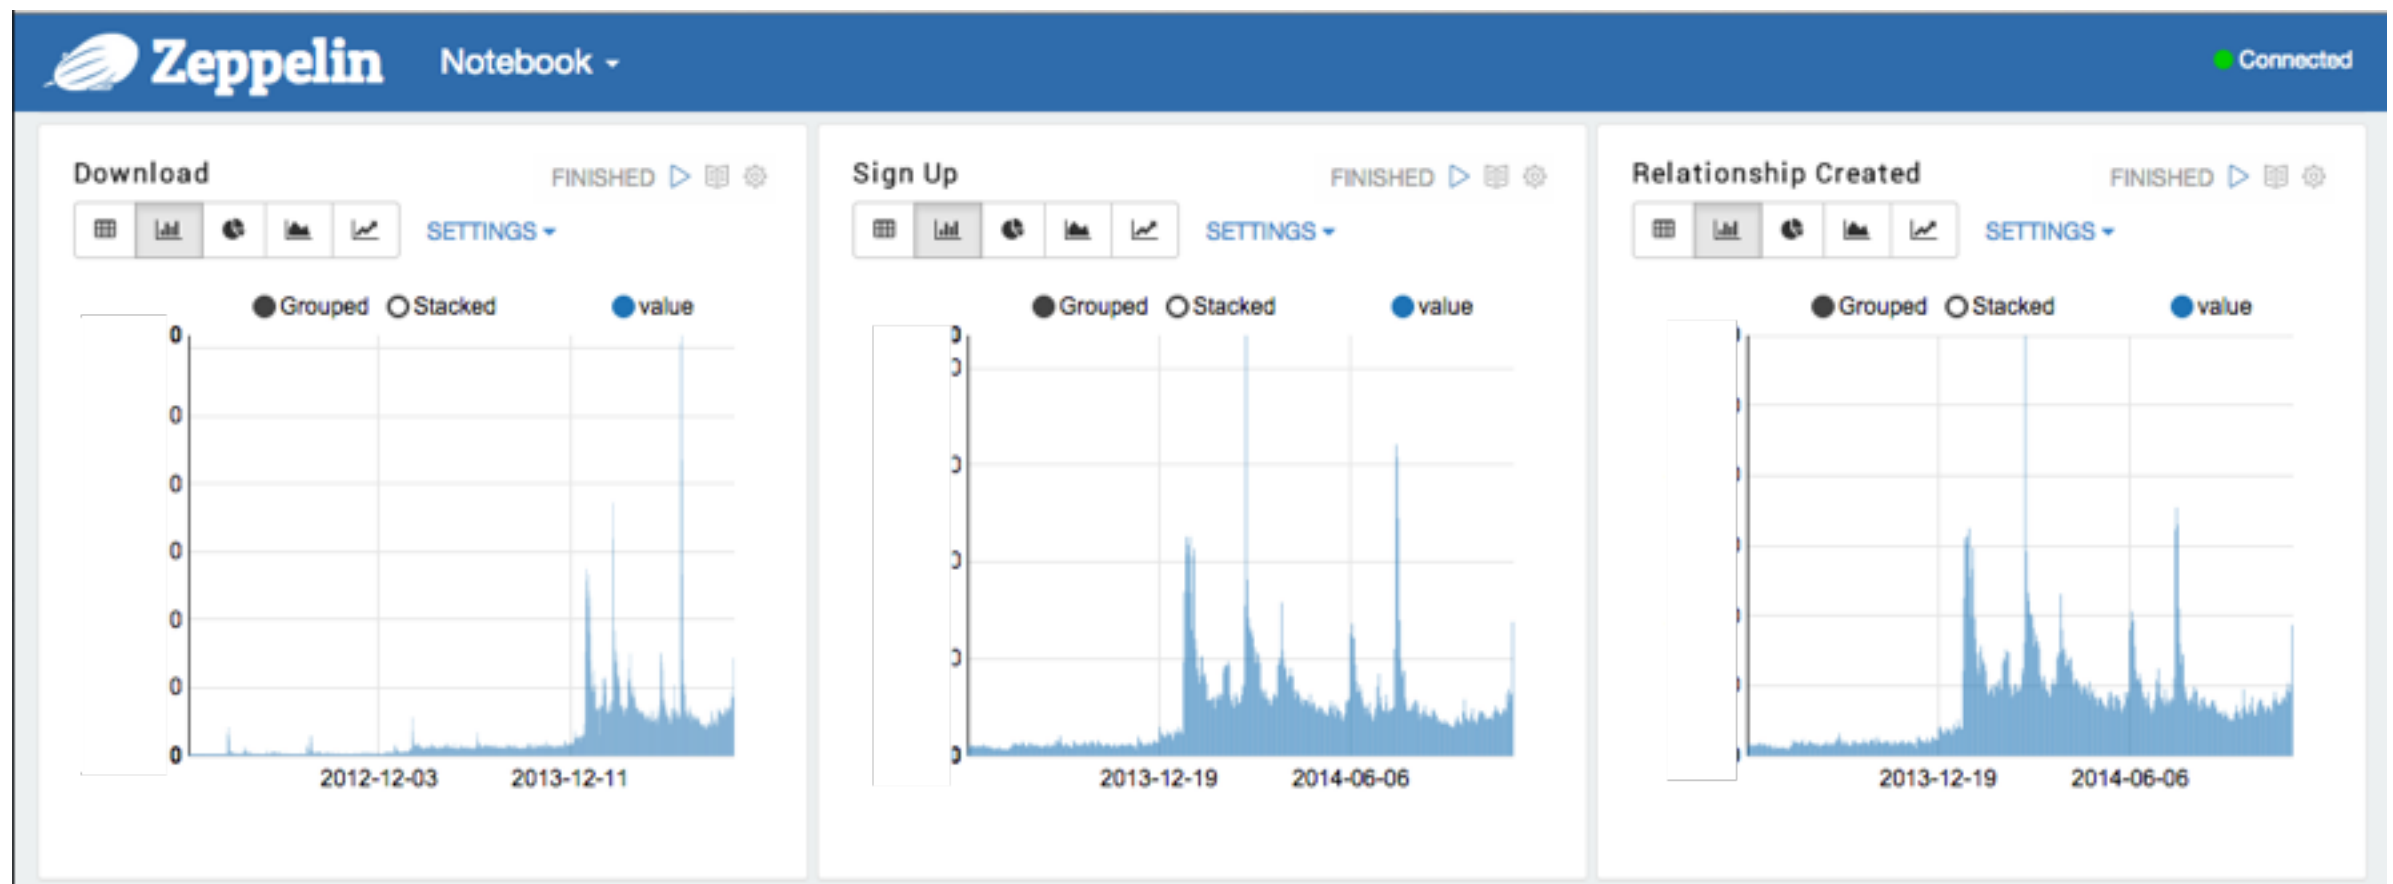 Zeppelin Notebook Connected
Download FINISHED
SETTINGS
Grouped Stacked value
0
0
0
0
0
0
0
2012-12-03 2013-12-11
Sign Up FINISHED
SETTINGS
Grouped Stacked value
2013-12-19 2014-06-06
Relationship Created FINISHED
SETTINGS
Grouped Stacked value
2013-12-19 2014-06-06